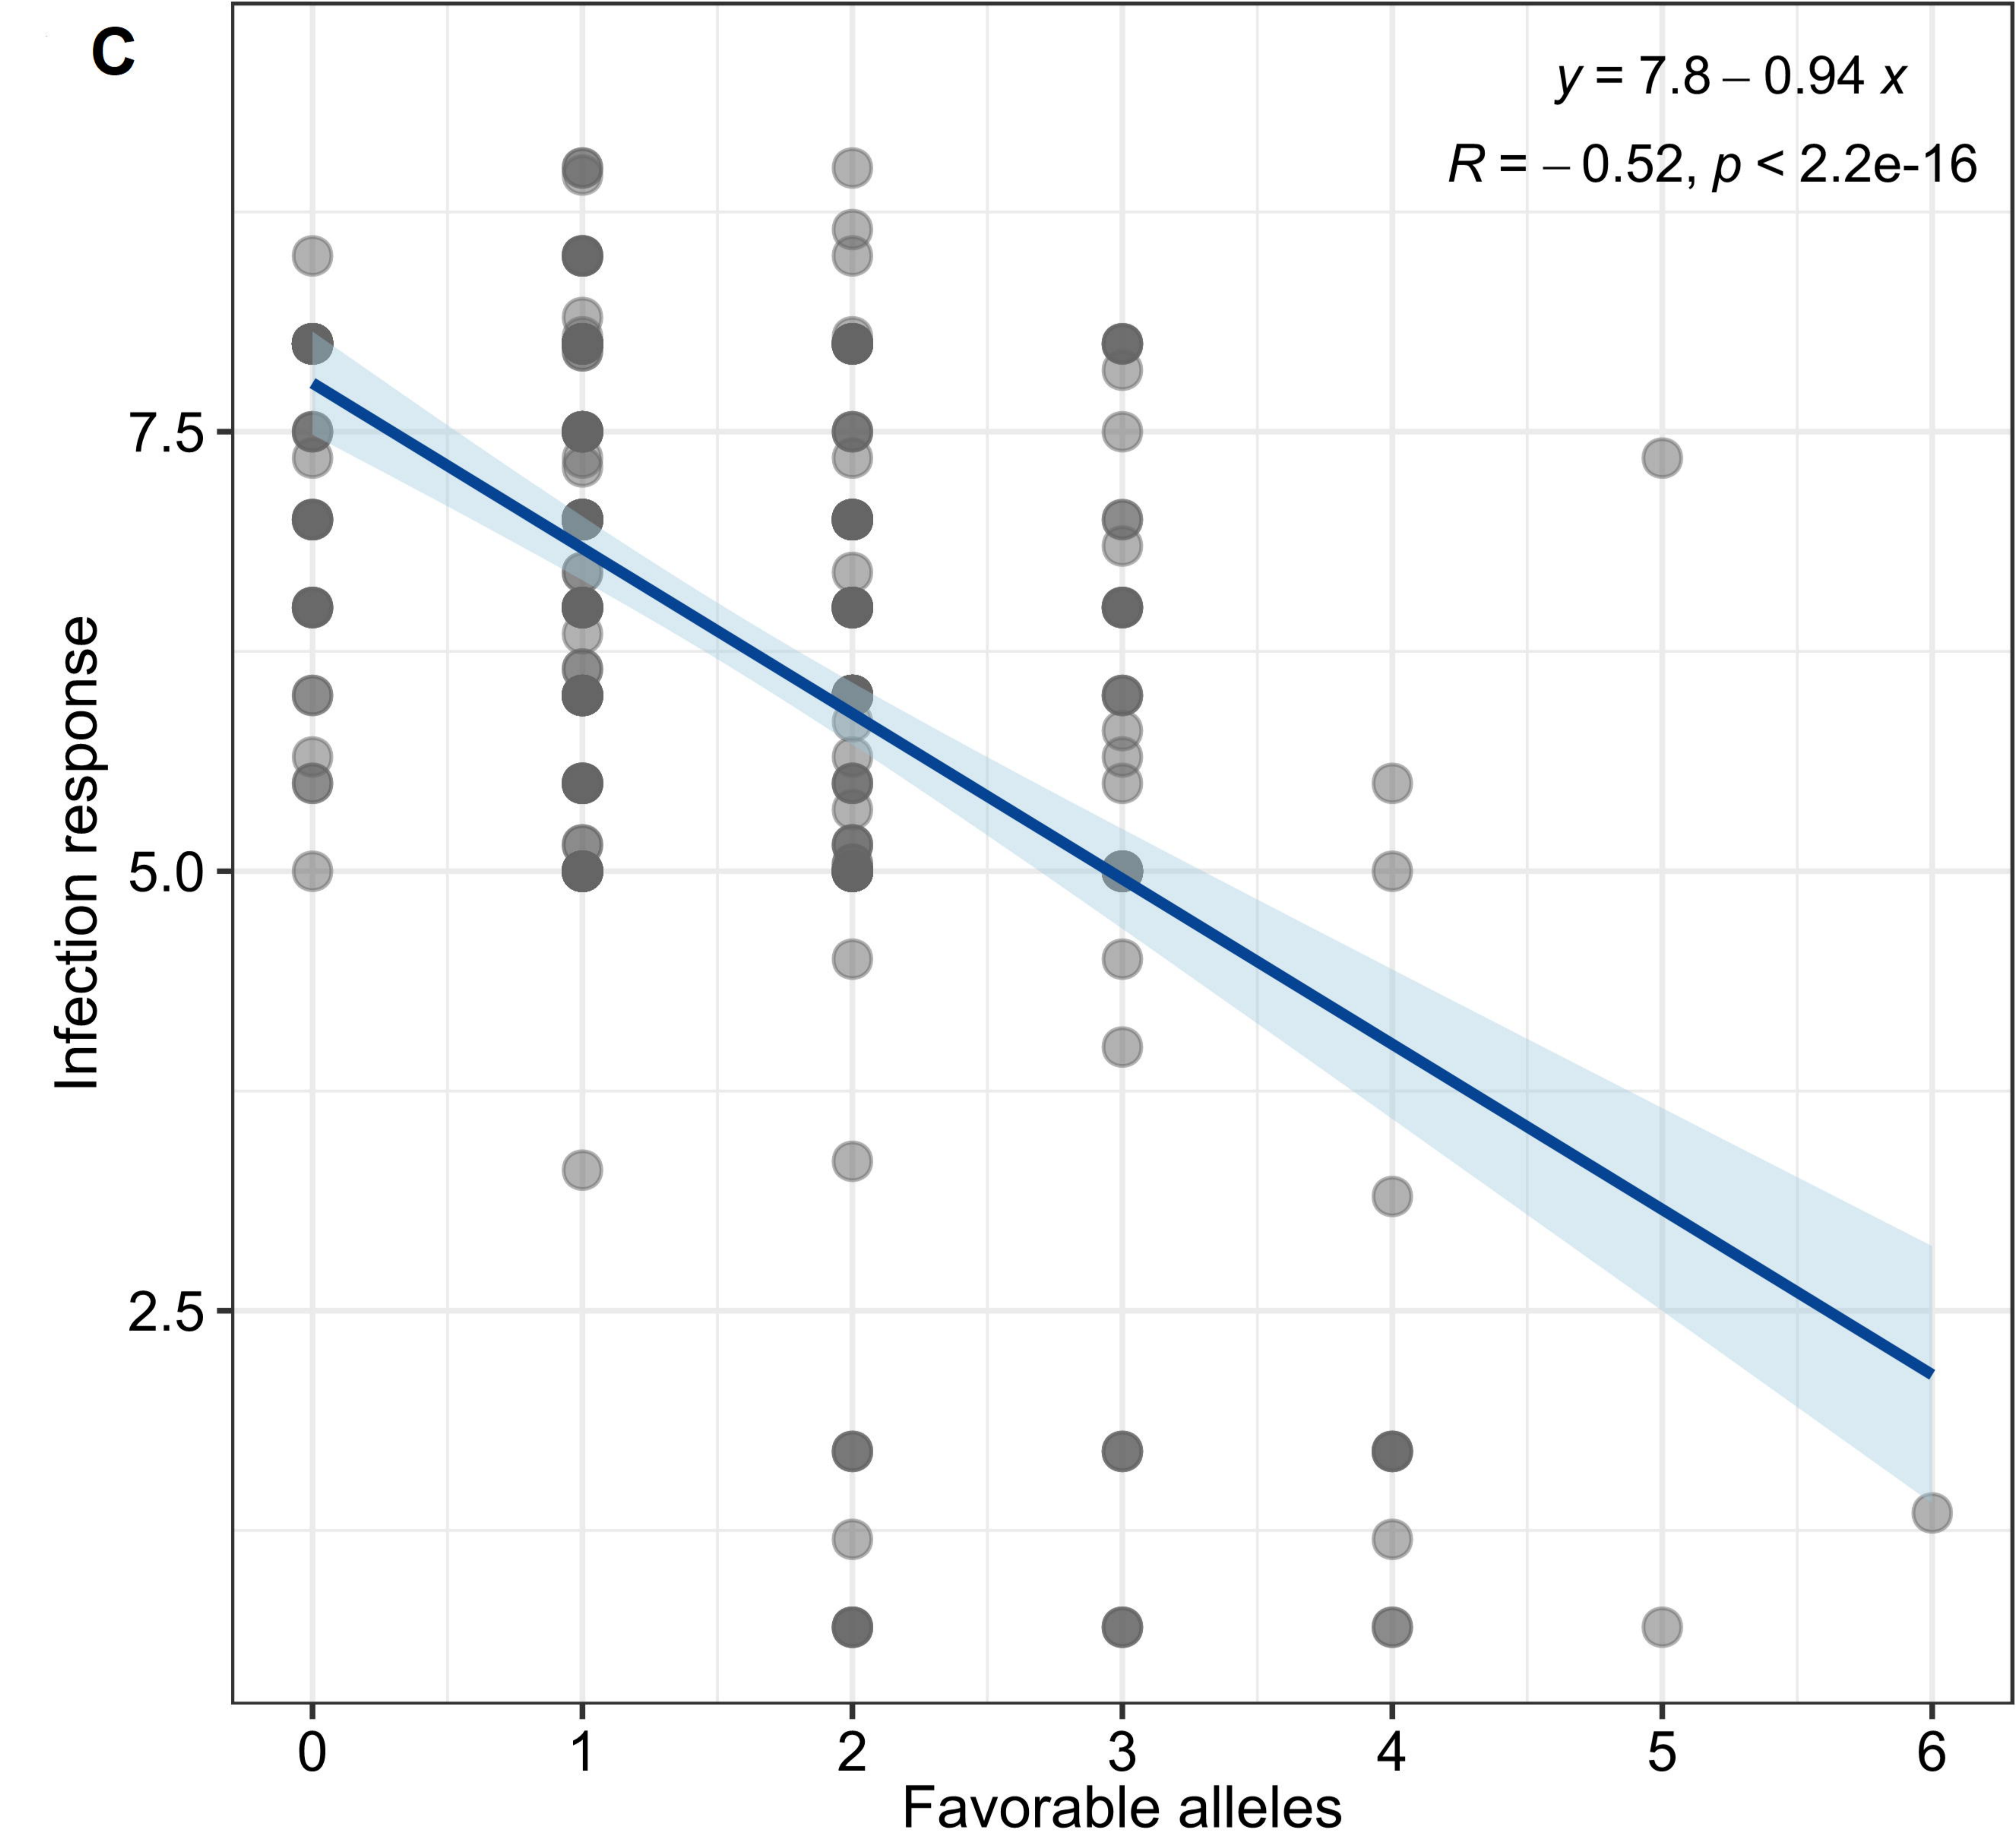 C
y = 7.8 – 0.94 x
R = – 0.52, p < 2.2e-16
Infection response
7.5
5.0
2.5
0 1 2 3 4 5 6
Favorable alleles